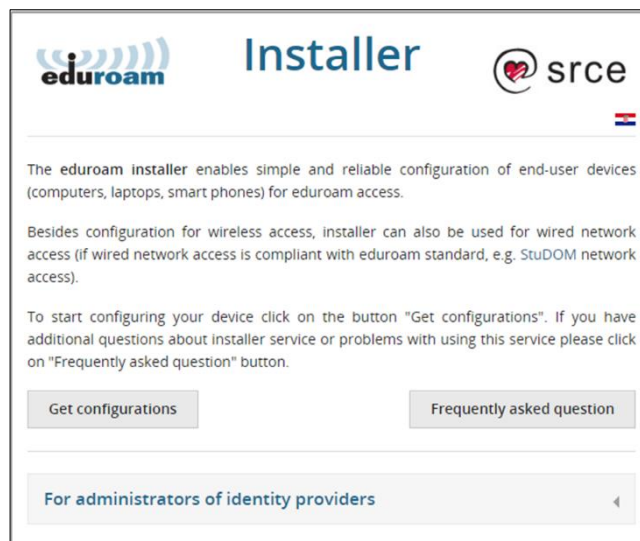 eduroam
Installer
srce
The eduroam installer enables simple and reliable configuration of end-user devices
(computers, laptops, smart phones) for eduroam access.
Besides configuration for wireless access, installer can also be used for wired network
access (if wired network access is compliant with eduroam standard, e.g. StuDOM network
access).
To start configuring your device click on the button "Get configurations". If you have
additional questions about installer service or problems with using this service please click
on "Frequently asked question" button.
Get configurations
Frequently asked question
For administrators of identity providers